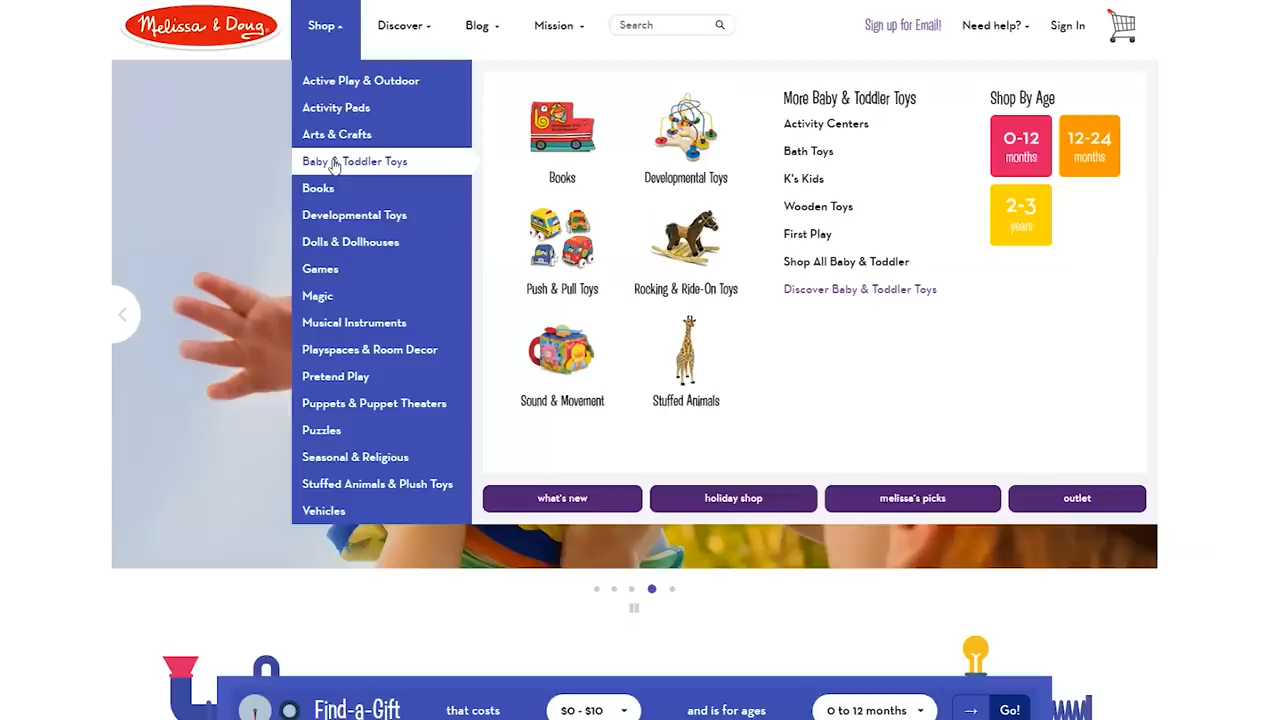 Melissa & Doug
Shop
Discover
Blog
Mission
Search
Sign up for Email!
Need help?
Sign In
Active Play & Outdoor
Activity Pads
Arts & Crafts
Baby & Toddler Toys
Books
Developmental Toys
Dolls & Dollhouses
Games
Magic
Musical Instruments
Playspaces & Room Decor
Pretend Play
Puppets & Puppet Theaters
Puzzles
Seasonal & Religious
Stuffed Animals & Plush Toys
Vehicles
Books
Developmental Toys
Push & Pull Toys
Rocking & Ride-On Toys
Sound & Movement
Stuffed Animals
More Baby & Toddler Toys
Activity Centers
Bath Toys
K's Kids
Wooden Toys
First Play
Shop All Baby & Toddler
Discover Baby & Toddler Toys
Shop By Age
0-12
months
12-24
months
2-3
years
what's new
holiday shop
melissa's picks
outlet
Find-a-Gift
that costs
$0 - $10
and is for ages
0 to 12 months
Go!